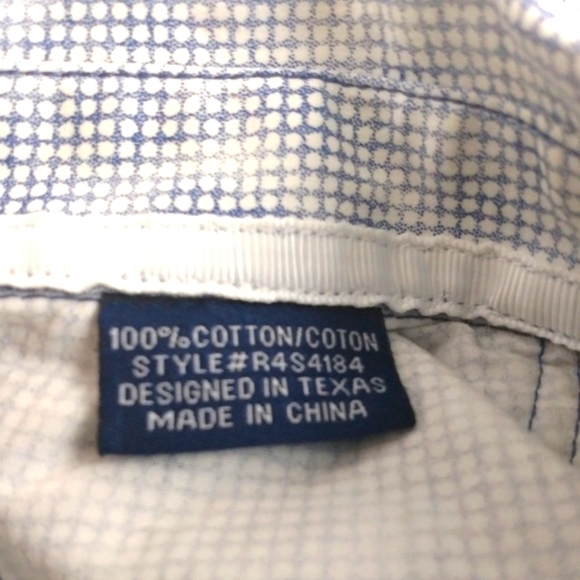 100% COTTON/COTON
STYLE#R4S4184
DESIGNED IN TEXAS
MADE IN CHINA